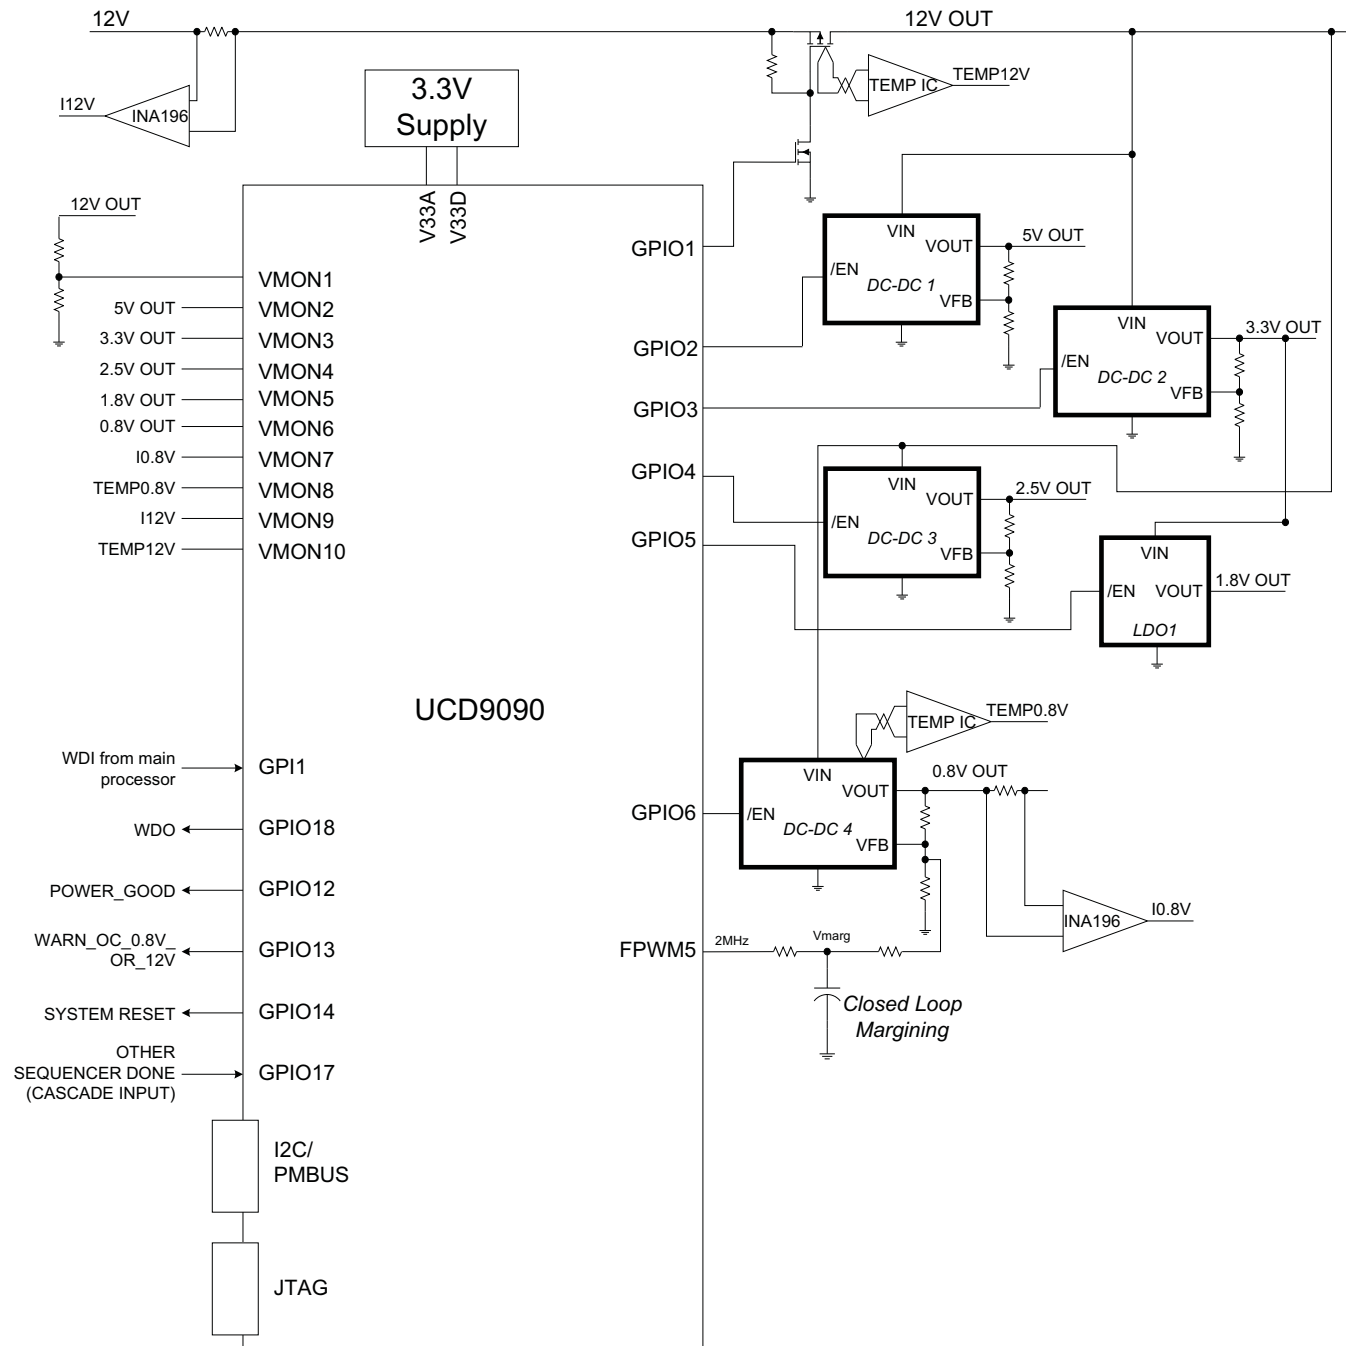 12V
12V OUT
I12V
INA196
3.3V
Supply
TEMP IC
TEMP12V
V33A
V33D
12V OUT
VMON1
5V OUT
VMON2
3.3V OUT
VMON3
2.5V OUT
VMON4
1.8V OUT
VMON5
0.8V OUT
VMON6
I0.8V
VMON7
TEMP0.8V
VMON8
I12V
VMON9
TEMP12V
VMON10
GPIO1
GPIO2
GPIO3
GPIO4
GPIO5
VIN
VOUT
5V OUT
/EN
DC-DC 1
VFB
VIN
VOUT
3.3V OUT
/EN
DC-DC 2
VFB
VIN
VOUT
2.5V OUT
/EN
DC-DC 3
VFB
VIN
/EN
VOUT
1.8V OUT
LDO1
UCD9090
TEMP IC
TEMP0.8V
WDI from main
processor
GPI1
WDO
GPIO18
POWER_GOOD
GPIO12
WARN_OC_0.8V_
OR_12V
GPIO13
SYSTEM RESET
GPIO14
OTHER
SEQUENCER DONE
(CASCADE INPUT)
GPIO17
GPIO6
VIN
VOUT
0.8V OUT
/EN
DC-DC 4
VFB
INA196
I0.8V
FPWM5
2MHz
Vmarg
Closed Loop
Margining
I2C/
PMBUS
JTAG